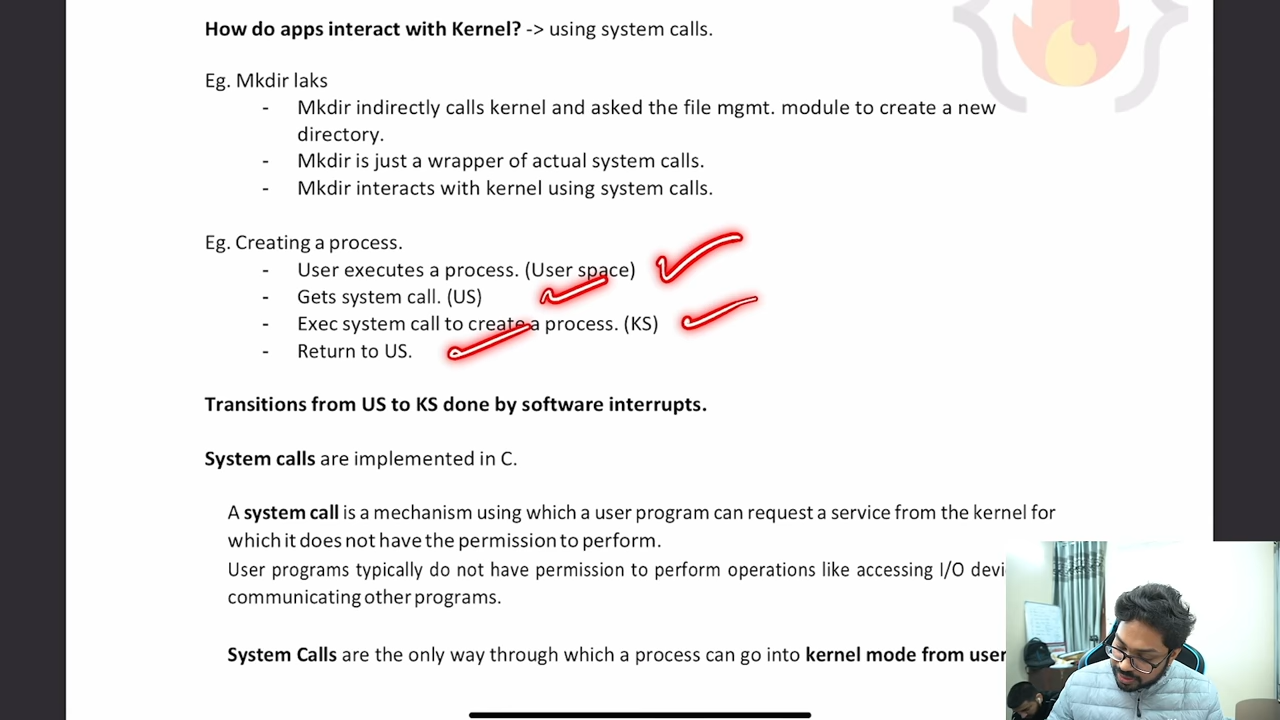 How do apps interact with Kernel? -> using system calls.
Eg. Mkdir laks
- Mkdir indirectly calls kernel and asked the file mgmt. module to create a new
directory.
- Mkdir is just a wrapper of actual system calls.
- Mkdir interacts with kernel using system calls.
Eg. Creating a process.
- User executes a process. (User space)
- Gets system call. (US)
- Exec system call to create a process. (KS)
- Return to US.
Transitions from US to KS done by software interrupts.
System calls are implemented in C.
A system call is a mechanism using which a user program can request a service from the kernel for
which it does not have the permission to perform.
User programs typically do not have permission to perform operations like accessing I/O devi
communicating other programs.
System Calls are the only way through which a process can go into kernel mode from user